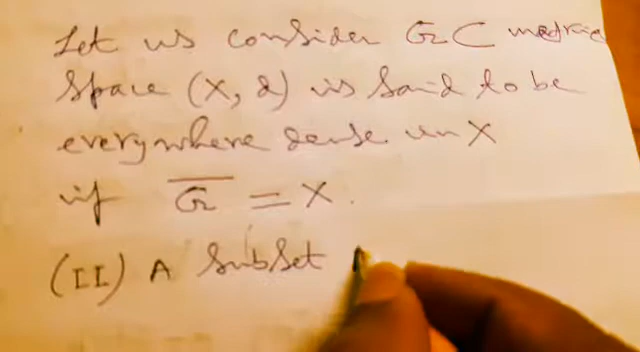 Let us consider G ⊂ metric
Space (X, d) is said to be
everywhere dense in X
if G̅ = X.
(II) A Subset